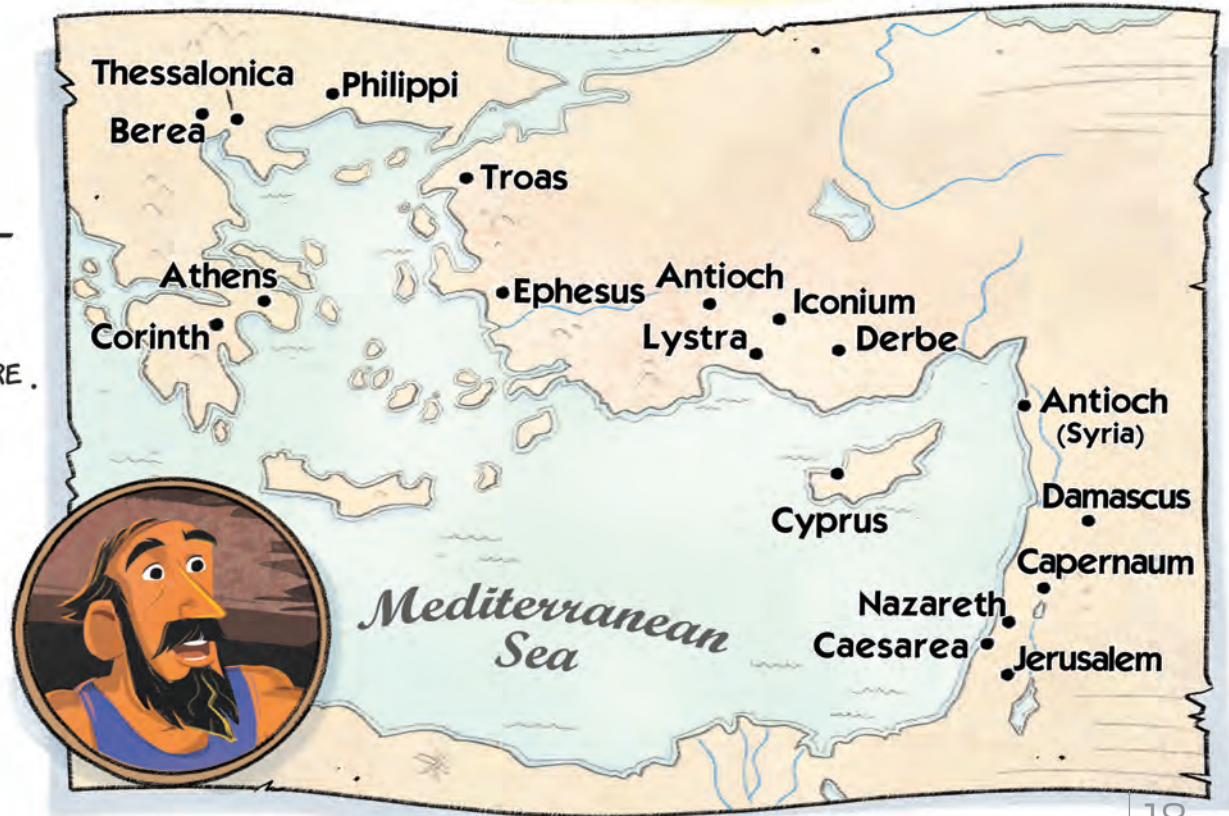 Thessalonica
Philippi
Berea
Troas
Athens
Ephesus
Antioch
Iconium
Corinth
Lystra
Derbe
RE.
Antioch
(Syria)
Cyprus
Damascus
Capernaum
Mediterranean
Sea
Nazareth
Caesarea
Jerusalem